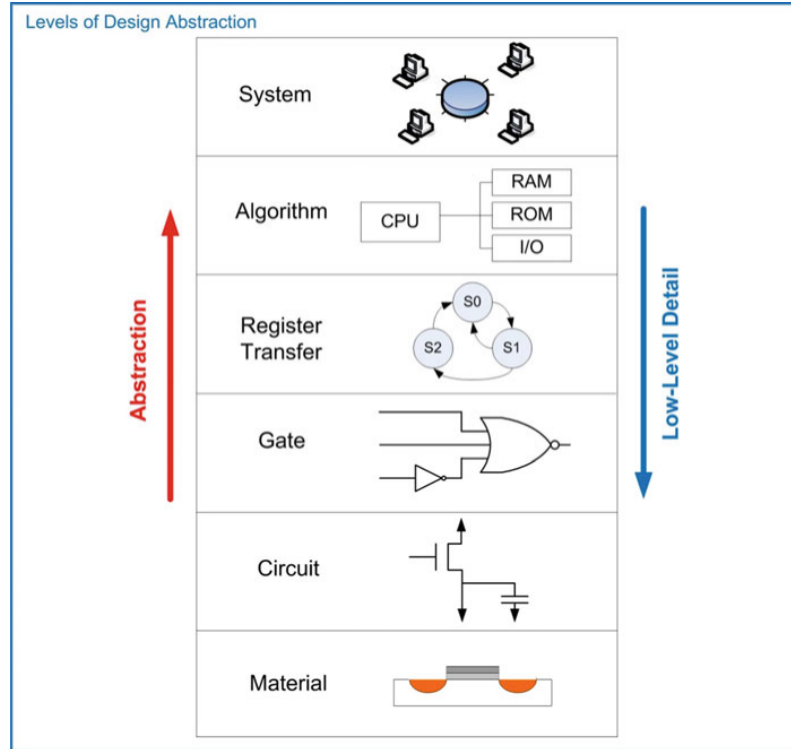 Levels of Design Abstraction
System
Algorithm
CPU
RAM
ROM
I/O
Register
Transfer
S0
S2
S1
Gate
Circuit
Material
Abstraction
Low-Level Detail